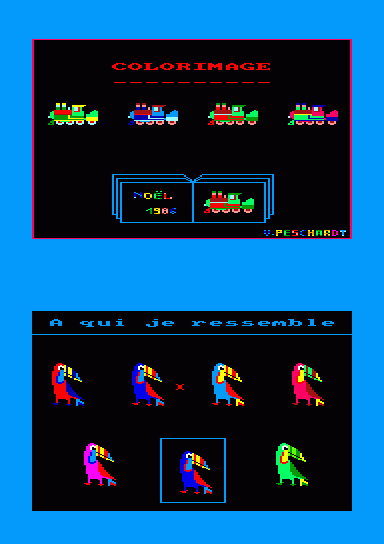 COLORIMAGE
NOËL
1986
V.PESCHARDT
A qui je ressemble